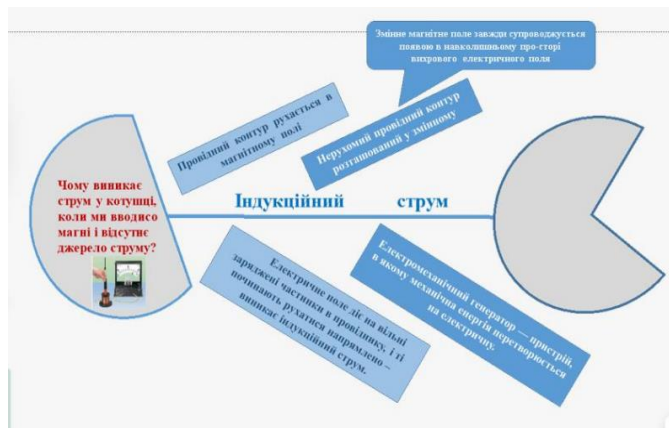 Змінне магнітне поле завжди супроводжується
появою в навколишньому про-сторі
вихрового електричного поля
Провідний контур рухається в
магнітному полі
Нерухомий провідний контур
розташований у змінному
Чому виникає
струм у котушці,
коли ми вводисо
магні і відсутнє
джерело струму?
Індукційний струм
Електричне поле діє на вільні
заряджені частинки в провіднику, і ті
починають рухатися напрямлено –
виникає індукційний струм.
Електромеханічний генератор — пристрій,
в якому механічна енергія перетворюється
на електричну.